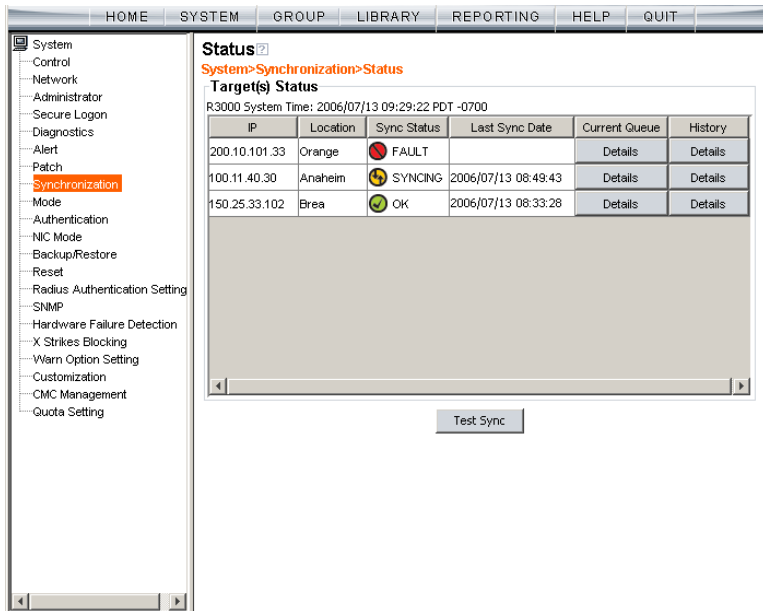 HOME SYSTEM GROUP LIBRARY REPORTING HELP QUIT
System
Control
Network
Administrator
Secure Logon
Diagnostics
Alert
Patch
Synchronization
Mode
Authentication
NIC Mode
Backup/Restore
Reset
Radius Authentication Setting
SNMP
Hardware Failure Detection
X Strikes Blocking
Warn Option Setting
Customization
CMC Management
Quota Setting
Status ?
System>Synchronization>Status
Target(s) Status
R3000 System Time: 2006/07/13 09:29:22 PDT -0700
IP Location Sync Status Last Sync Date Current Queue History
200.10.101.33 Orange FAULT Details Details
100.11.40.30 Anaheim SYNCING 2006/07/13 08:49:43 Details Details
150.25.33.102 Brea OK 2006/07/13 08:33:28 Details Details
Test Sync